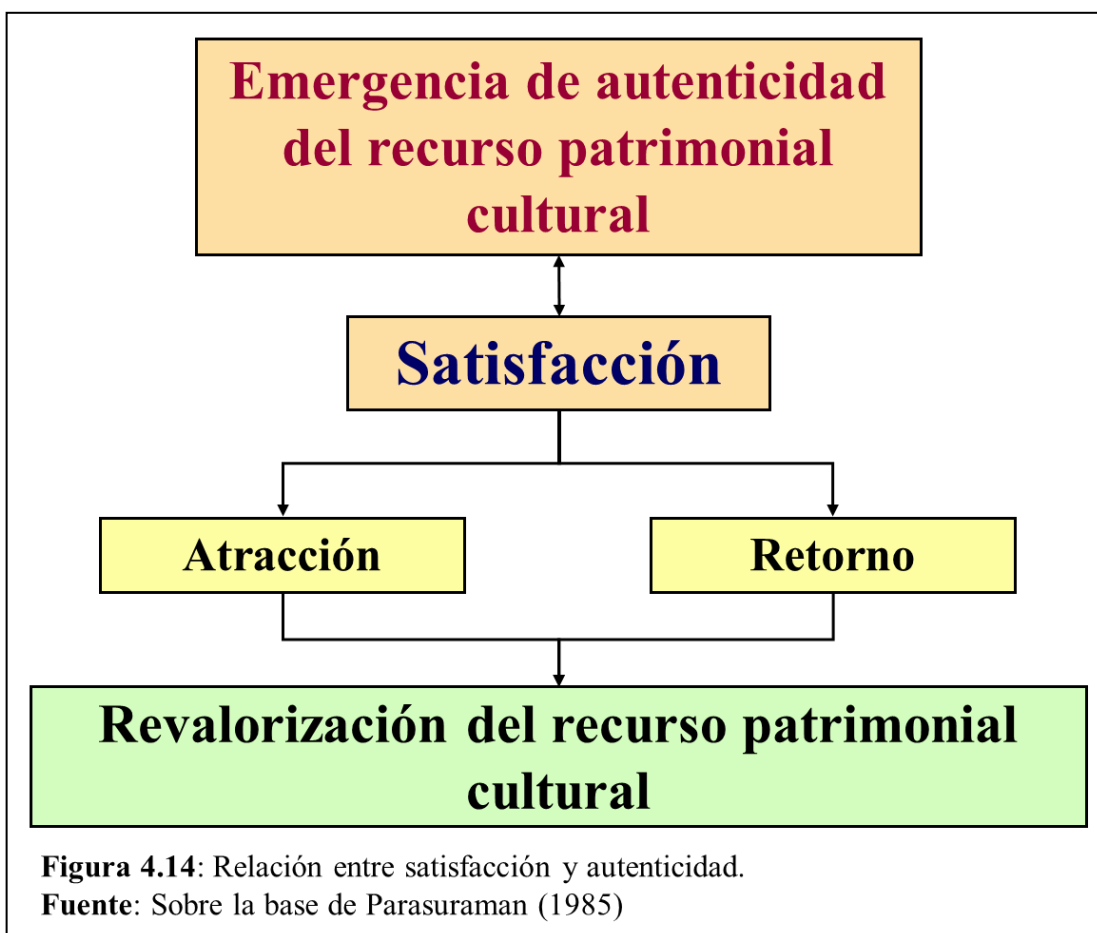 Emergencia de autenticidad
del recurso patrimonial
cultural
Satisfacción
Atracción
Retorno
Revalorización del recurso patrimonial
cultural
Figura 4.14: Relación entre satisfacción y autenticidad.
Fuente: Sobre la base de Parasuraman (1985)